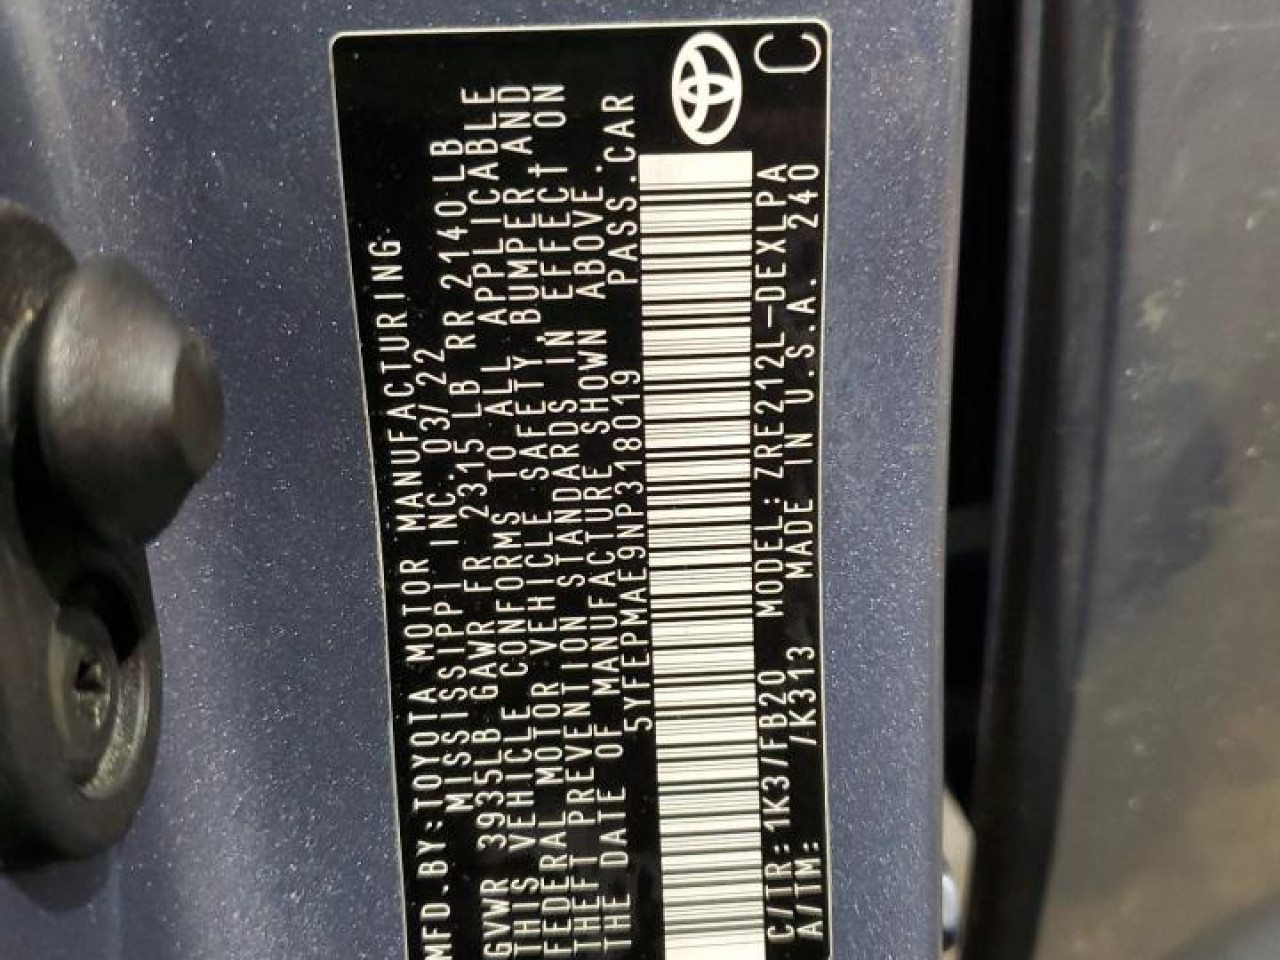 MFD.BY:TOYOTA MOTOR MANUFACTURING
MISSISSIPPI INC. 03/22
GVWR 3935LB GAWR FR 2315 LB RR 2140 LB
THIS VEHICLE CONFORMS TO ALL APPLICABLE
FEDERAL MOTOR VEHICLE SAFETY, BUMPER, AND
THEFT PREVENTION STANDARDS IN EFFECT ON
THE DATE OF MANUFACTURE SHOWN ABOVE.
5YFEPMAE9NP318019 PASS.CAR
C/TR: 1K3/FB20 MODEL: ZRE212L-DEXLPA
A/TM: /K313 MADE IN U.S.A. 240
C